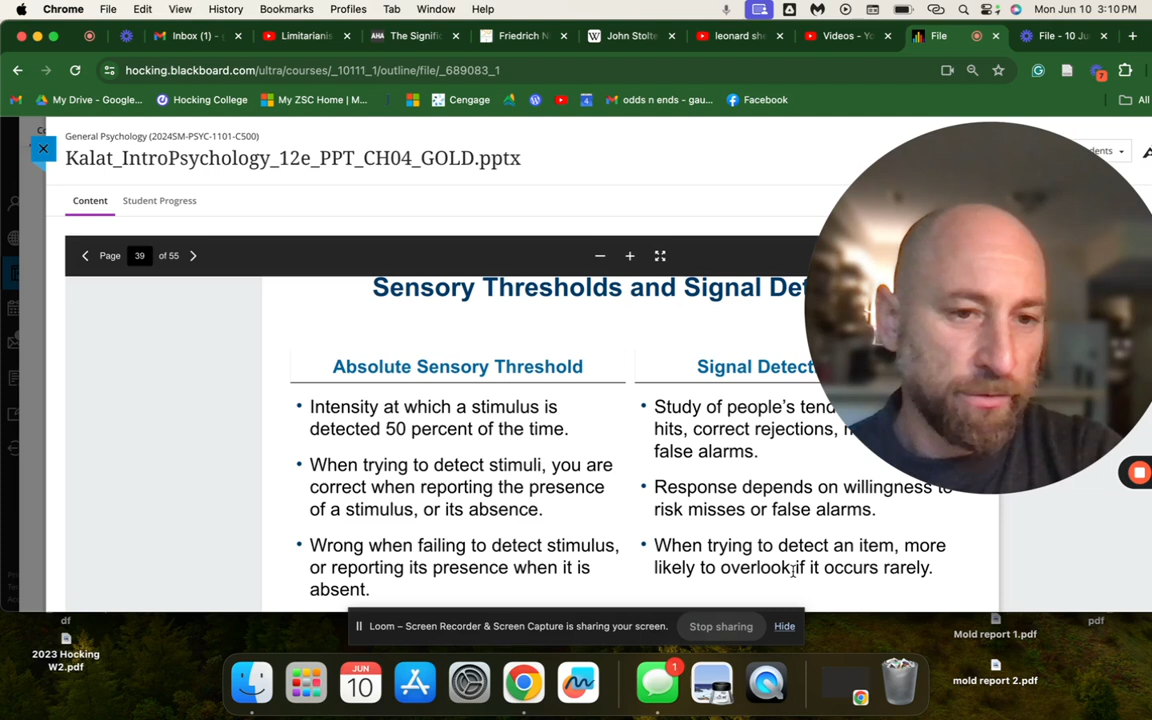 Chrome File Edit View History Bookmarks Profiles Tab Window Help Mon Jun 10 3:10 PM
Inbox (1) - Limitarianis The Signific Friedrich N John Stolte leonard she Videos - Yo File File - 10 Ju
hocking.blackboard.com/ultra/courses/_10111_1/outline/file/_689083_1 7
My Drive - Google... Hocking College My ZSC Home | M... Cengage 4 odds n ends - gau... Facebook All
General Psychology (2024SM-PSYC-1101-C500)
Kalat_IntroPsychology_12e_PPT_CH04_GOLD.pptx
dents
Content Student Progress
Page 39 of 55
Sensory Thresholds and Signal Det
Absolute Sensory Threshold
• Intensity at which a stimulus is
detected 50 percent of the time.
• When trying to detect stimuli, you are
correct when reporting the presence
of a stimulus, or its absence.
• Wrong when failing to detect stimulus,
or reporting its presence when it is
absent.
Signal Detect
• Study of people's tend
hits, correct rejections,
false alarms.
• Response depends on willingness to
risk misses or false alarms.
• When trying to detect an item, more
likely to overlook if it occurs rarely.
Loom – Screen Recorder & Screen Capture is sharing your screen. Stop sharing Hide
df
2023 Hocking
W2.pdf
Mold report 1.pdf
pdf
mold report 2.pdf
JUN
10
1